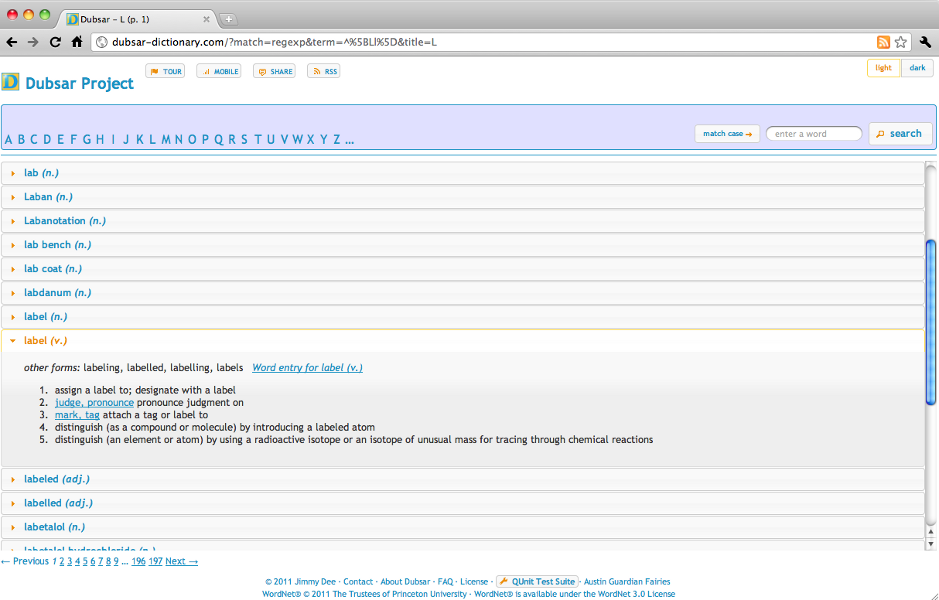 Dubsar – L (p. 1)
dubsar-dictionary.com/?match=regexp&term=^%5BLl%5D&title=L
TOUR MOBILE SHARE RSS
light dark
Dubsar Project
A B C D E F G H I J K L M N O P Q R S T U V W X Y Z ...
match case → enter a word search
lab (n.)
Laban (n.)
Labanotation (n.)
lab bench (n.)
lab coat (n.)
labdanum (n.)
label (n.)
label (v.)
other forms: labeling, labelled, labelling, labels Word entry for label (v.)
1. assign a label to; designate with a label
2. judge, pronounce pronounce judgment on
3. mark, tag attach a tag or label to
4. distinguish (as a compound or molecule) by introducing a labeled atom
5. distinguish (an element or atom) by using a radioactive isotope or an isotope of unusual mass for tracing through chemical reactions
labeled (adj.)
labelled (adj.)
labetalol (n.)
labetalol hydrochloride (n.)
← Previous 1 2 3 4 5 6 7 8 9 ... 196 197 Next →
© 2011 Jimmy Dee · Contact · About Dubsar · FAQ · License · QUnit Test Suite · Austin Guardian Fairies
WordNet® © 2011 The Trustees of Princeton University · WordNet® is available under the WordNet 3.0 License